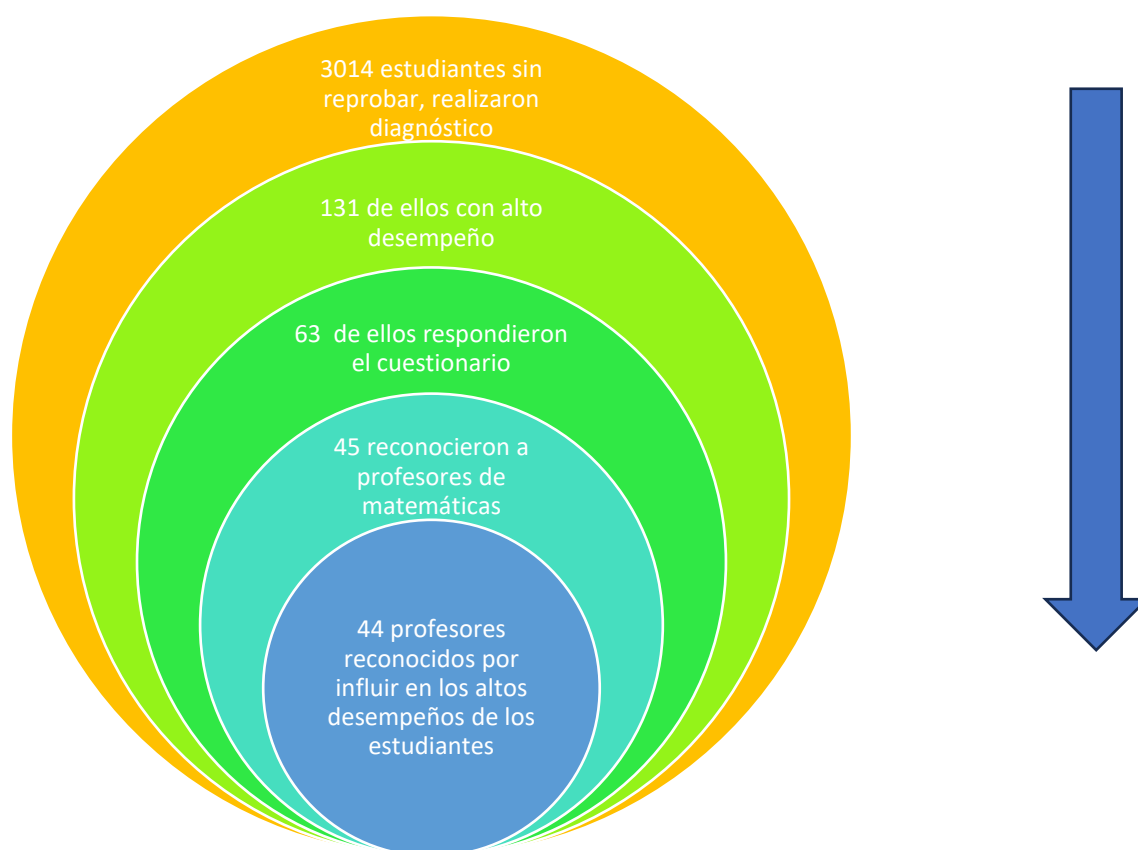 3014 estudiantes sin
reprobar, realizaron
diagnóstico
131 de ellos con alto
desempeño
63 de ellos respondieron
el cuestionario
45 reconocieron a
profesores de
matemáticas
44 profesores
reconocidos por
influir en los altos
desempeños de los
estudiantes